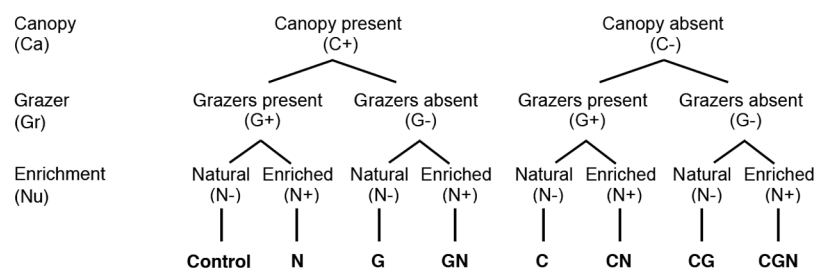 Canopy Canopy present Canopy absent
(Ca) (C+) (C-)
Grazer Grazers present Grazers absent Grazers present Grazers absent
(Gr) (G+) (G-) (G+) (G-)
Enrichment Natural Enriched Natural Enriched Natural Enriched Natural Enriched
(Nu) (N-) (N+) (N-) (N+) (N-) (N+) (N-) (N+)
Control N G GN C CN CG CGN